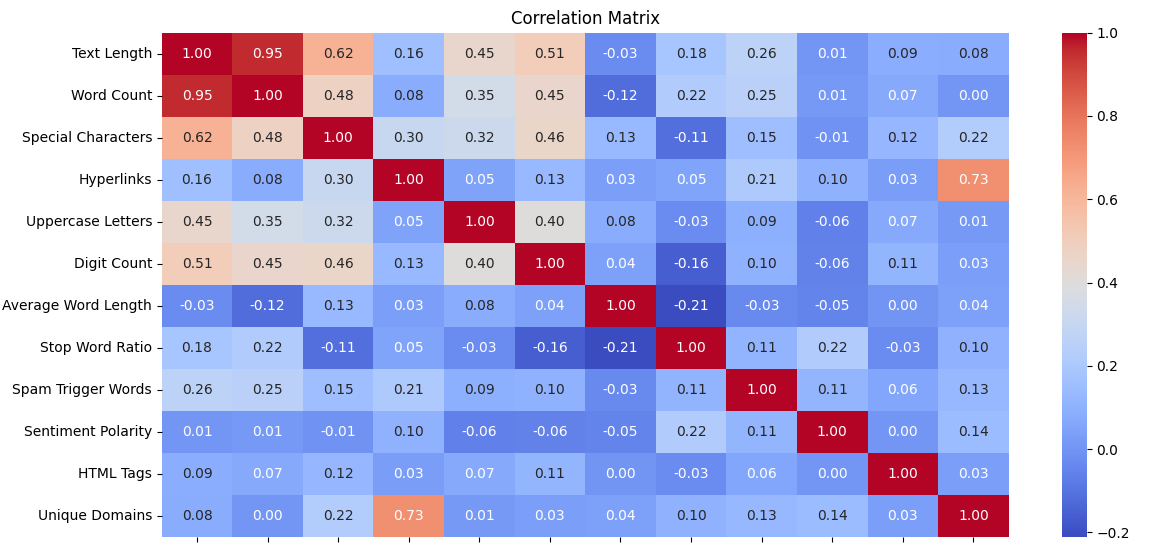 Correlation Matrix
Text Length 1.00 0.95 0.62 0.16 0.45 0.51 -0.03 0.18 0.26 0.01 0.09 0.08
Word Count 0.95 1.00 0.48 0.08 0.35 0.45 -0.12 0.22 0.25 0.01 0.07 0.00
Special Characters 0.62 0.48 1.00 0.30 0.32 0.46 0.13 -0.11 0.15 -0.01 0.12 0.22
Hyperlinks 0.16 0.08 0.30 1.00 0.05 0.13 0.03 0.05 0.21 0.10 0.03 0.73
Uppercase Letters 0.45 0.35 0.32 0.05 1.00 0.40 0.08 -0.03 0.09 -0.06 0.07 0.01
Digit Count 0.51 0.45 0.46 0.13 0.40 1.00 0.04 -0.16 0.10 -0.06 0.11 0.03
Average Word Length -0.03 -0.12 0.13 0.03 0.08 0.04 1.00 -0.21 -0.03 -0.05 0.00 0.04
Stop Word Ratio 0.18 0.22 -0.11 0.05 -0.03 -0.16 -0.21 1.00 0.11 0.22 -0.03 0.10
Spam Trigger Words 0.26 0.25 0.15 0.21 0.09 0.10 -0.03 0.11 1.00 0.11 0.06 0.13
Sentiment Polarity 0.01 0.01 -0.01 0.10 -0.06 -0.06 -0.05 0.22 0.11 1.00 0.00 0.14
HTML Tags 0.09 0.07 0.12 0.03 0.07 0.11 0.00 -0.03 0.06 0.00 1.00 0.03
Unique Domains 0.08 0.00 0.22 0.73 0.01 0.03 0.04 0.10 0.13 0.14 0.03 1.00
1.0
0.8
0.6
0.4
0.2
0.0
−0.2